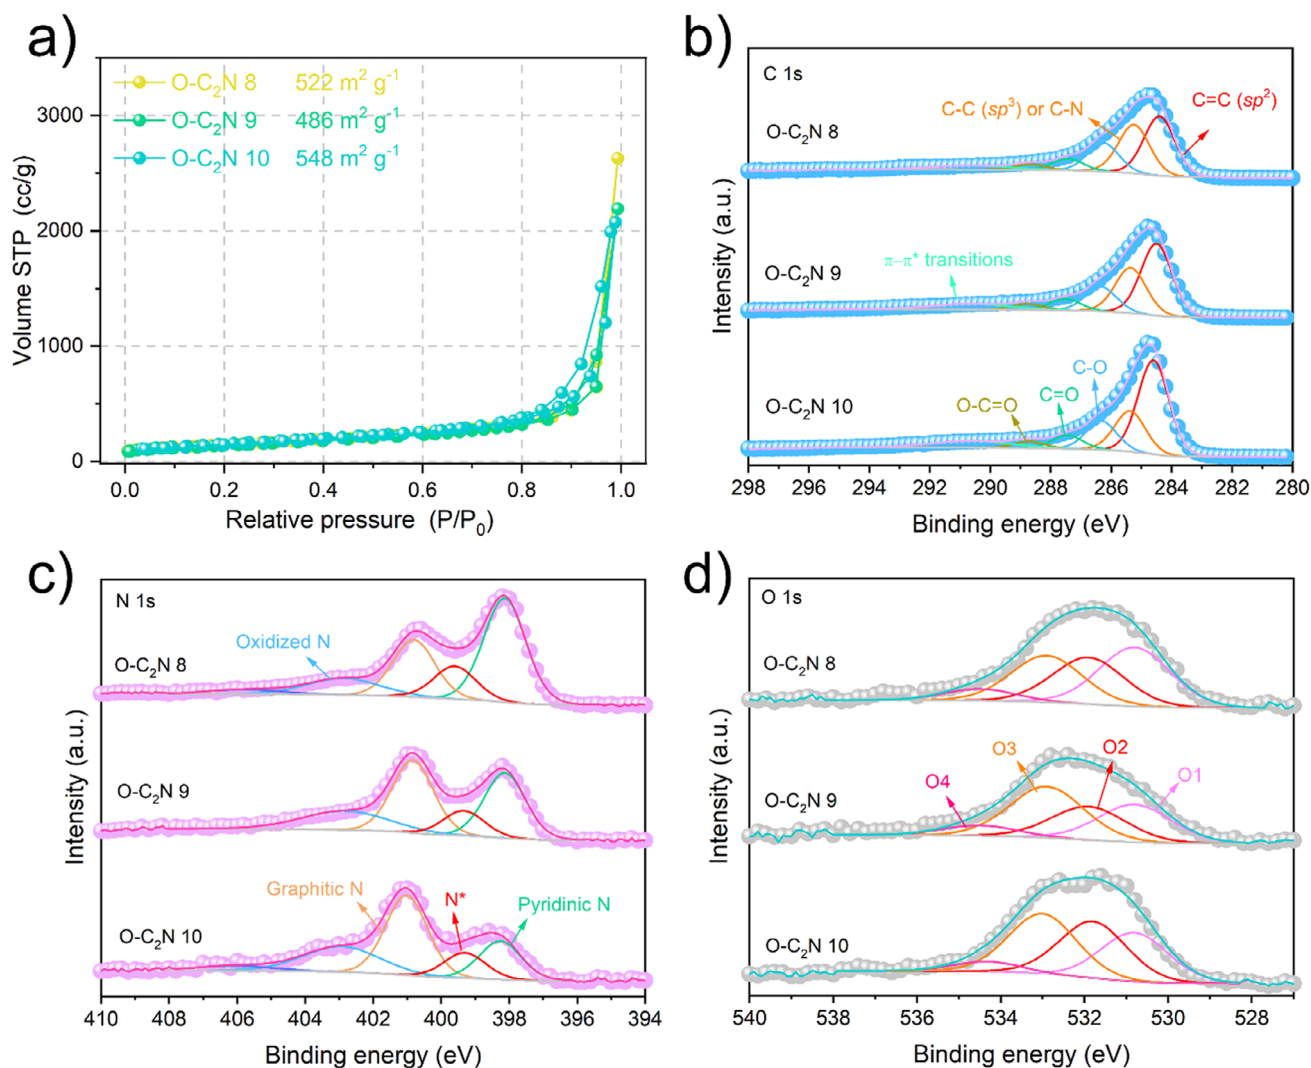 a)
O-C₂N 8 522 m² g⁻¹
O-C₂N 9 486 m² g⁻¹
O-C₂N 10 548 m² g⁻¹
Volume STP (cc/g)
3000
2000
1000
0
0.0 0.2 0.4 0.6 0.8 1.0
Relative pressure (P/P₀)
b)
C 1s
O-C₂N 8
C-C (sp³) or C-N
C=C (sp²)
O-C₂N 9
π–π* transitions
O-C₂N 10
O-C=O
C=O
C-O
Intensity (a.u.)
298 296 294 292 290 288 286 284 282 280
Binding energy (eV)
c)
N 1s
O-C₂N 8
Oxidized N
O-C₂N 9
O-C₂N 10
Graphitic N
N*
Pyridinic N
Intensity (a.u.)
410 408 406 404 402 400 398 396 394
Binding energy (eV)
d)
O 1s
O-C₂N 8
O-C₂N 9
O4
O3
O2
O1
O-C₂N 10
Intensity (a.u.)
540 538 536 534 532 530 528
Binding energy (eV)